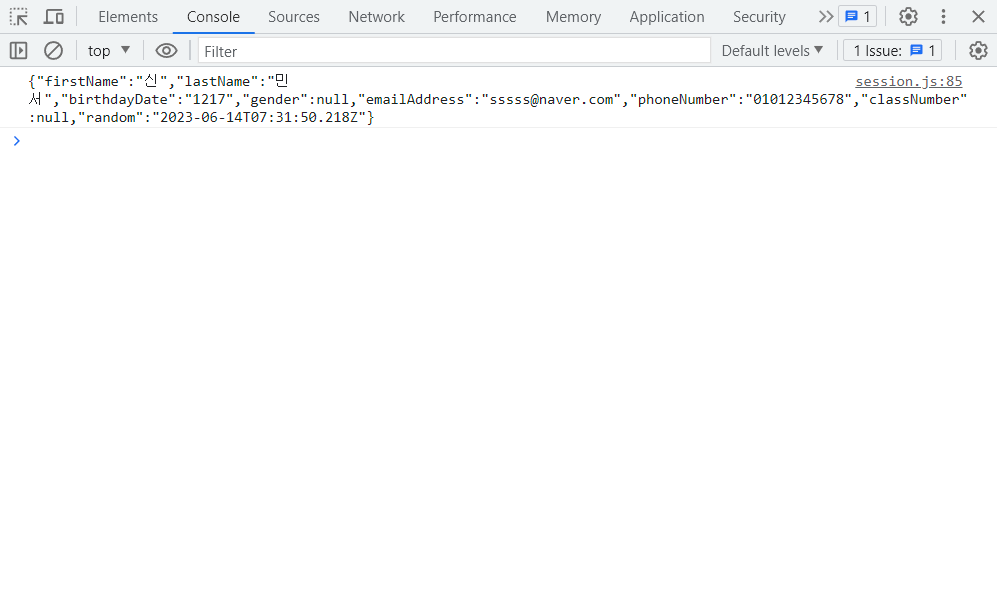 Elements Console Sources Network Performance Memory Application Security 1
top Filter Default levels 1 Issue: 1
{"firstName":"신","lastName":"민 session.js:85
서","birthdayDate":"1217","gender":null,"emailAddress":"sssss@naver.com","phoneNumber":"01012345678","classNumber"
:null,"random":"2023-06-14T07:31:50.218Z"}